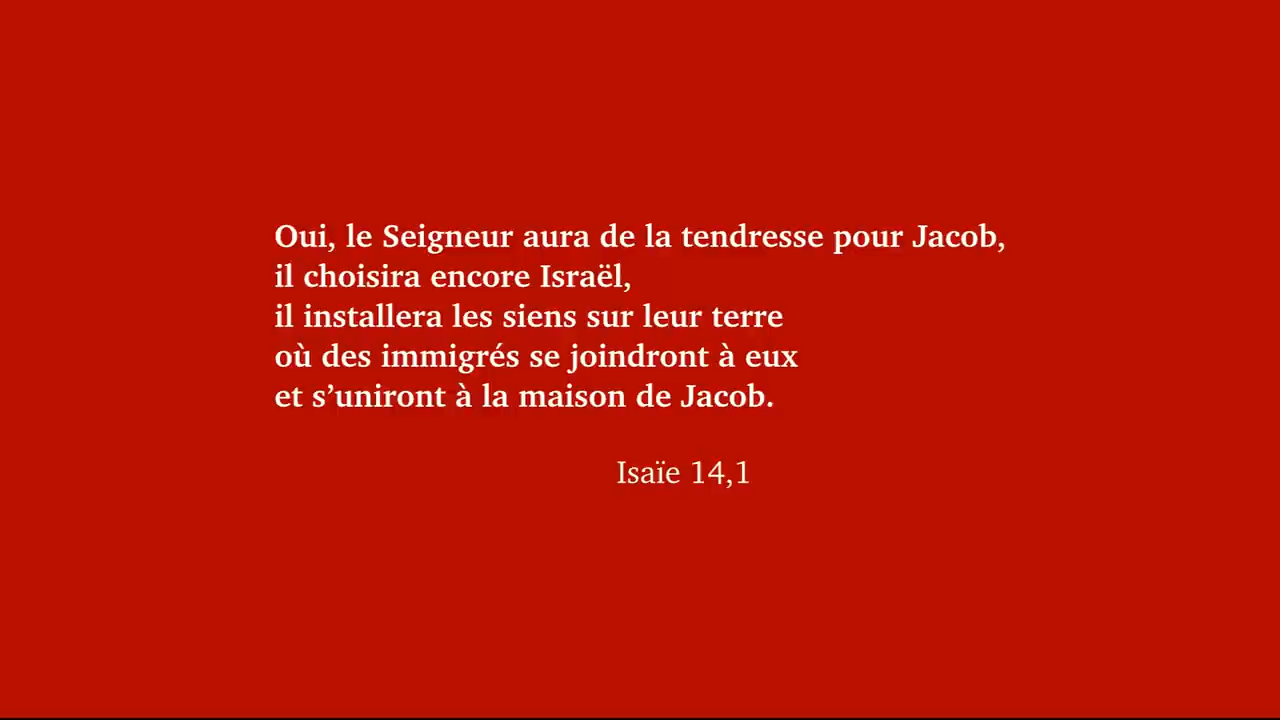 Oui, le Seigneur aura de la tendresse pour Jacob,
il choisira encore Israël,
il installera les siens sur leur terre
où des immigrés se joindront à eux
et s’uniront à la maison de Jacob.
Isaïe 14,1